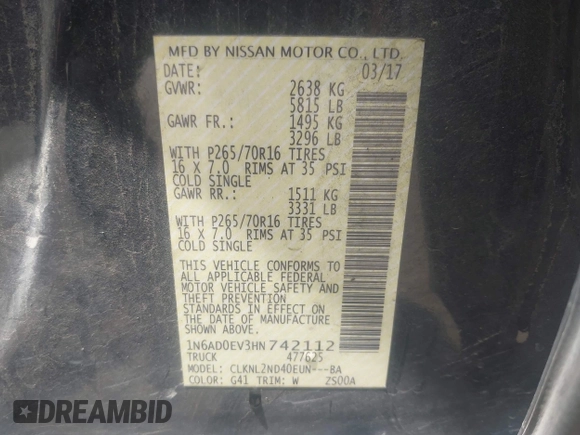 MFD BY NISSAN MOTOR CO., LTD.
DATE: 03/17
GVWR: 2638 KG
5815 LB
GAWR FR.: 1495 KG
3296 LB
WITH P265/70R16 TIRES
16 X 7.0 RIMS AT 35 PSI
COLD SINGLE
GAWR RR.: 1511 KG
3331 LB
WITH P265/70R16 TIRES
16 X 7.0 RIMS AT 35 PSI
COLD SINGLE
THIS VEHICLE CONFORMS TO
ALL APPLICABLE FEDERAL
MOTOR VEHICLE SAFETY AND
THEFT PREVENTION
STANDARDS IN EFFECT ON
THE DATE OF MANUFACTURE
SHOWN ABOVE.
1N6AD0EV3HN742112
TRUCK 477625
MODEL: CLKNL2ND40EUN---BA
COLOR: G41 TRIM: W ZS00A